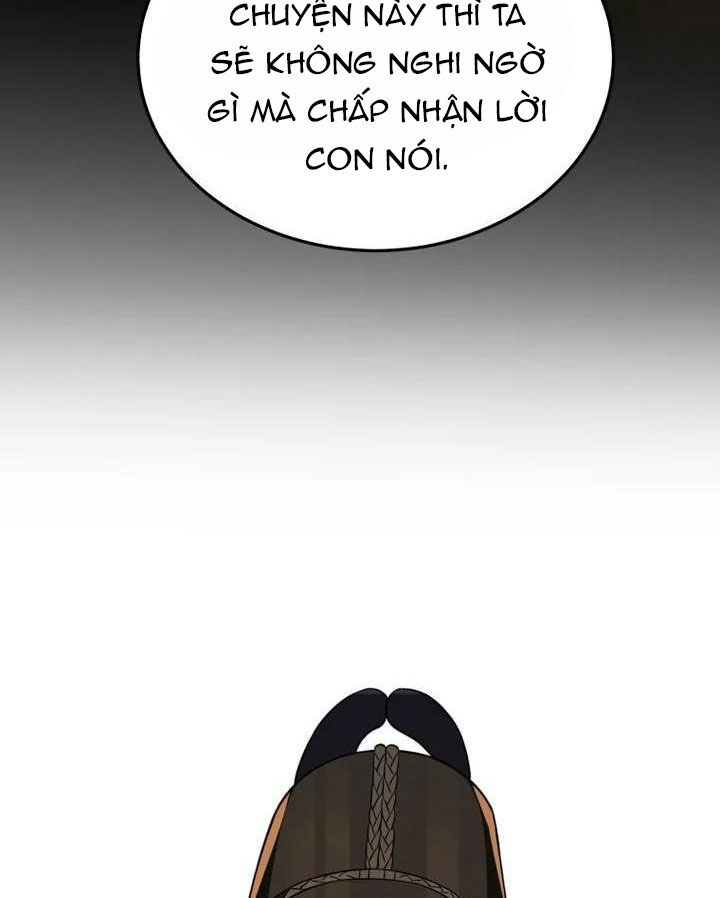 CHUYỆN NÀY THÌ TA
SẼ KHÔNG NGHI NGỜ
GÌ MÀ CHẤP NHẬN LỜI
CON NÓI.